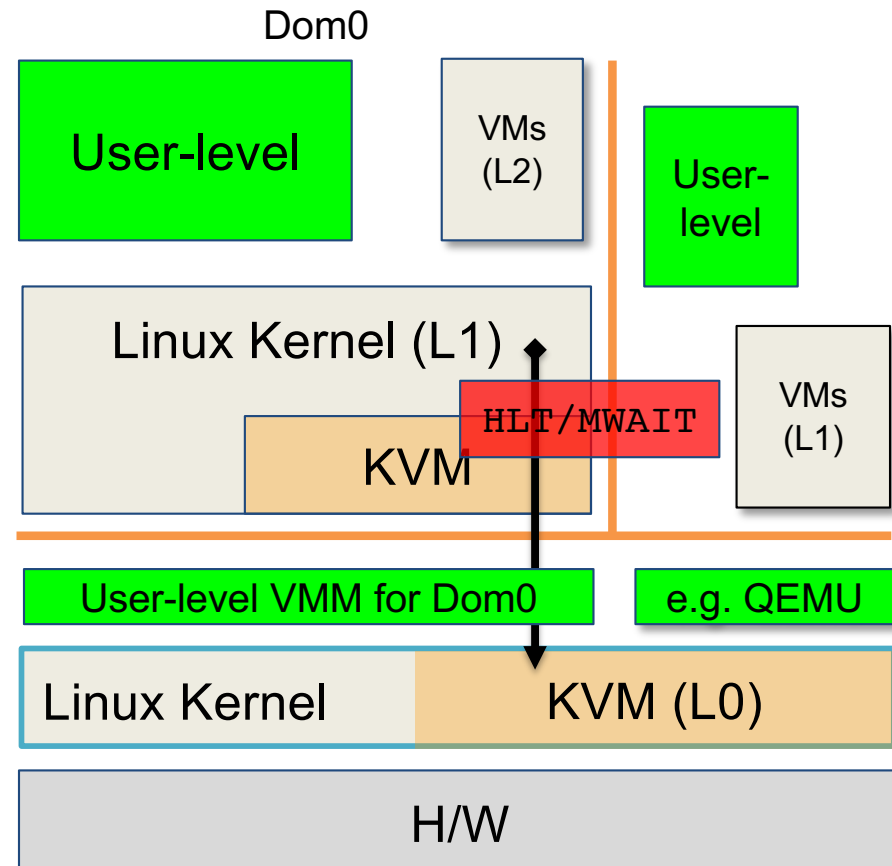 Dom0
User-level
VMs
(L2)
User-
level
Linux Kernel (L1)
HLT/MWAIT
KVM
VMs
(L1)
User-level VMM for Dom0
e.g. QEMU
Linux Kernel
KVM (L0)
H/W